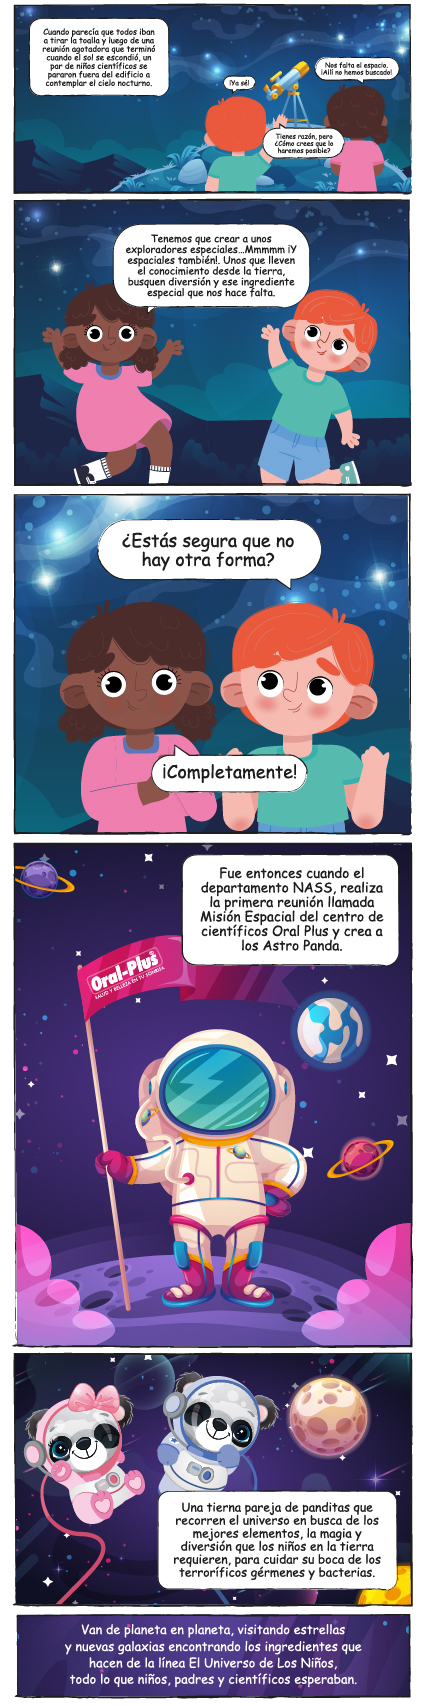 Cuando parecía que todos iban
a tirar la toalla y luego de una
reunión agotadora que terminó
cuando el sol se escondió, un
par de niños científicos se
pararon fuera del edificio a
contemplar el cielo nocturno.
¡Ya sé!
Nos falta el espacio.
¡Allí no hemos buscado!
Tienes razón, pero
¿Cómo crees que lo
haremos posible?
Tenemos que crear a unos
exploradores especiales...Mmmmm ¡Y
espaciales también!. Unos que lleven
el conocimiento desde la tierra,
busquen diversión y ese ingrediente
especial que nos hace falta.
¿Estás segura que no
hay otra forma?
¡Completamente!
Fue entonces cuando el
departamento NASS, realiza
la primera reunión llamada
Misión Espacial del centro de
científicos Oral Plus y crea a
los Astro Panda.
Oral-Plus
SALUD Y BELLEZA EN TU SONRISA
Una tierna pareja de panditas que
recorren el universo en busca de los
mejores elementos, la magia y
diversión que los niños en la tierra
requieren, para cuidar su boca de los
terroríficos gérmenes y bacterias.
Van de planeta en planeta, visitando estrellas
y nuevas galaxias encontrando los ingredientes que
hacen de la línea El Universo de Los Niños,
todo lo que niños, padres y científicos esperaban.